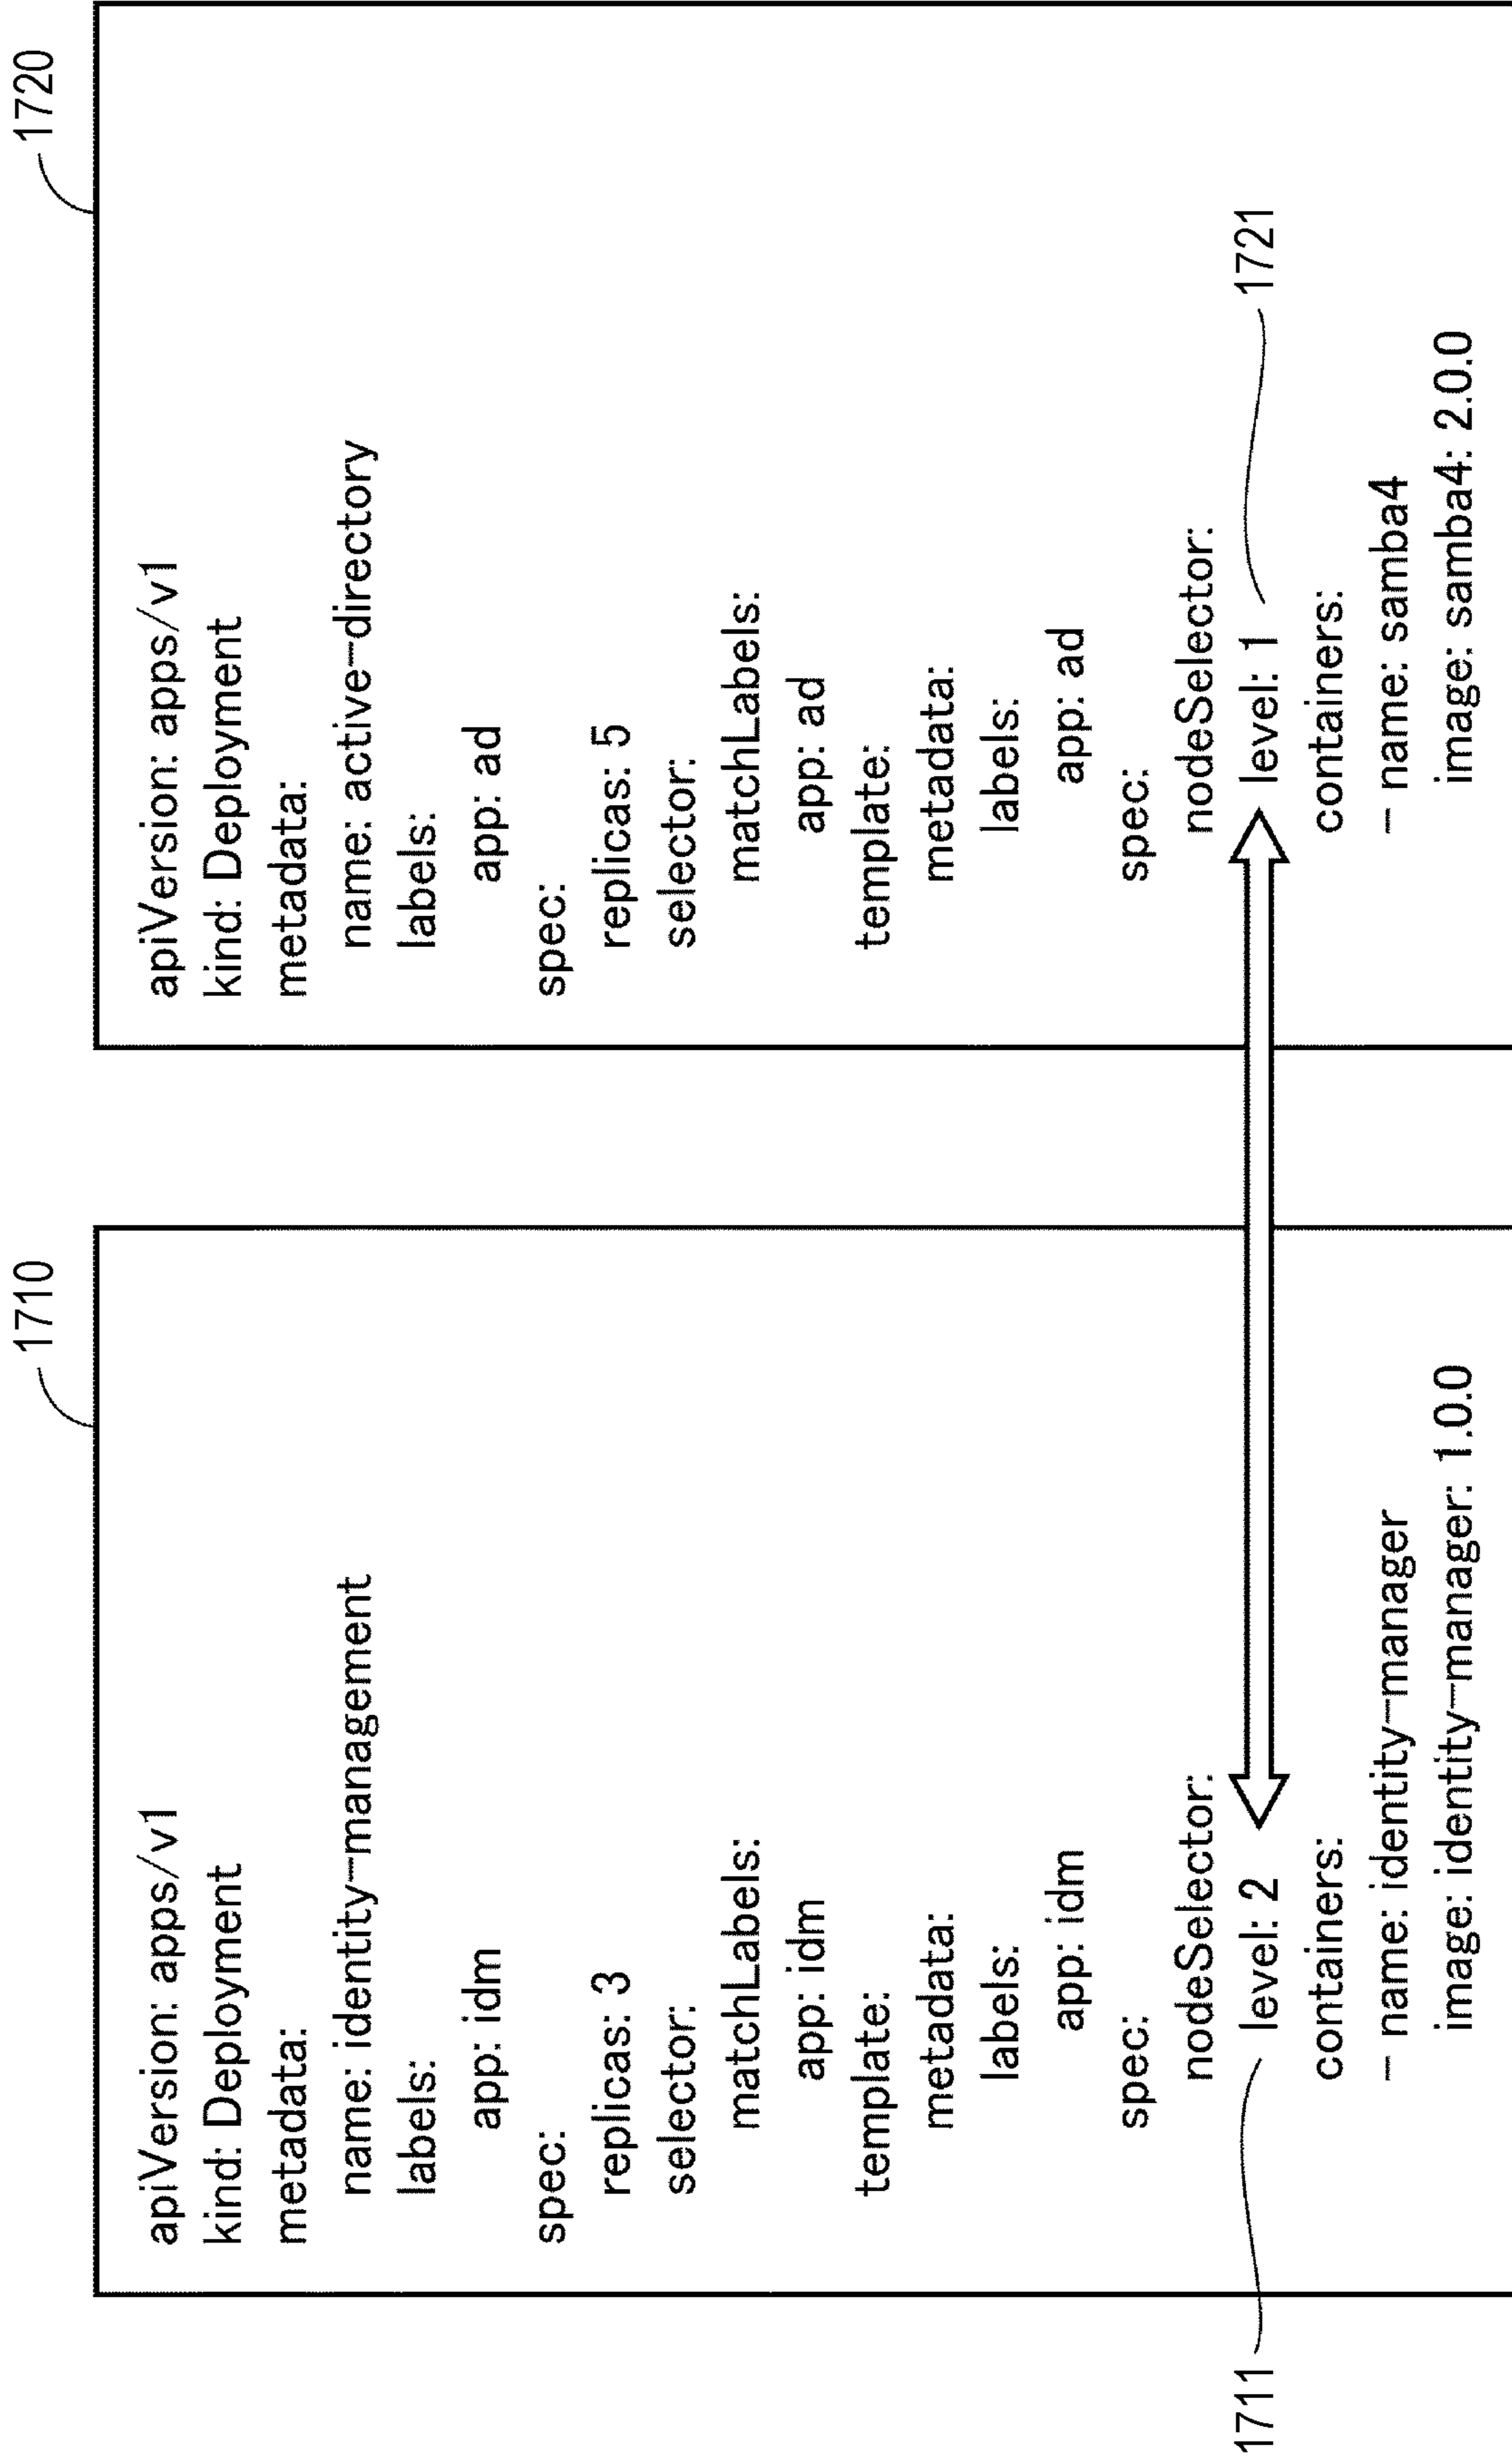 1710
apiVersion: apps/v1
kind: Deployment
metadata:
name: identity-management
labels:
app: idm
spec:
replicas: 3
selector:
matchLabels:
app: idm
template:
metadata:
labels:
app: idm
spec:
nodeSelector:
1711
level: 2
containers:
- name: identity-manager
image: identity-manager: 1.0.0
1720
apiVersion: apps/v1
kind: Deployment
metadata:
name: active-directory
labels:
app: ad
spec:
replicas: 5
selector:
matchLabels:
app: ad
template:
metadata:
labels:
app: ad
spec:
nodeSelector:
level: 1
1721
containers:
- name: samba4
image: samba4: 2.0.0